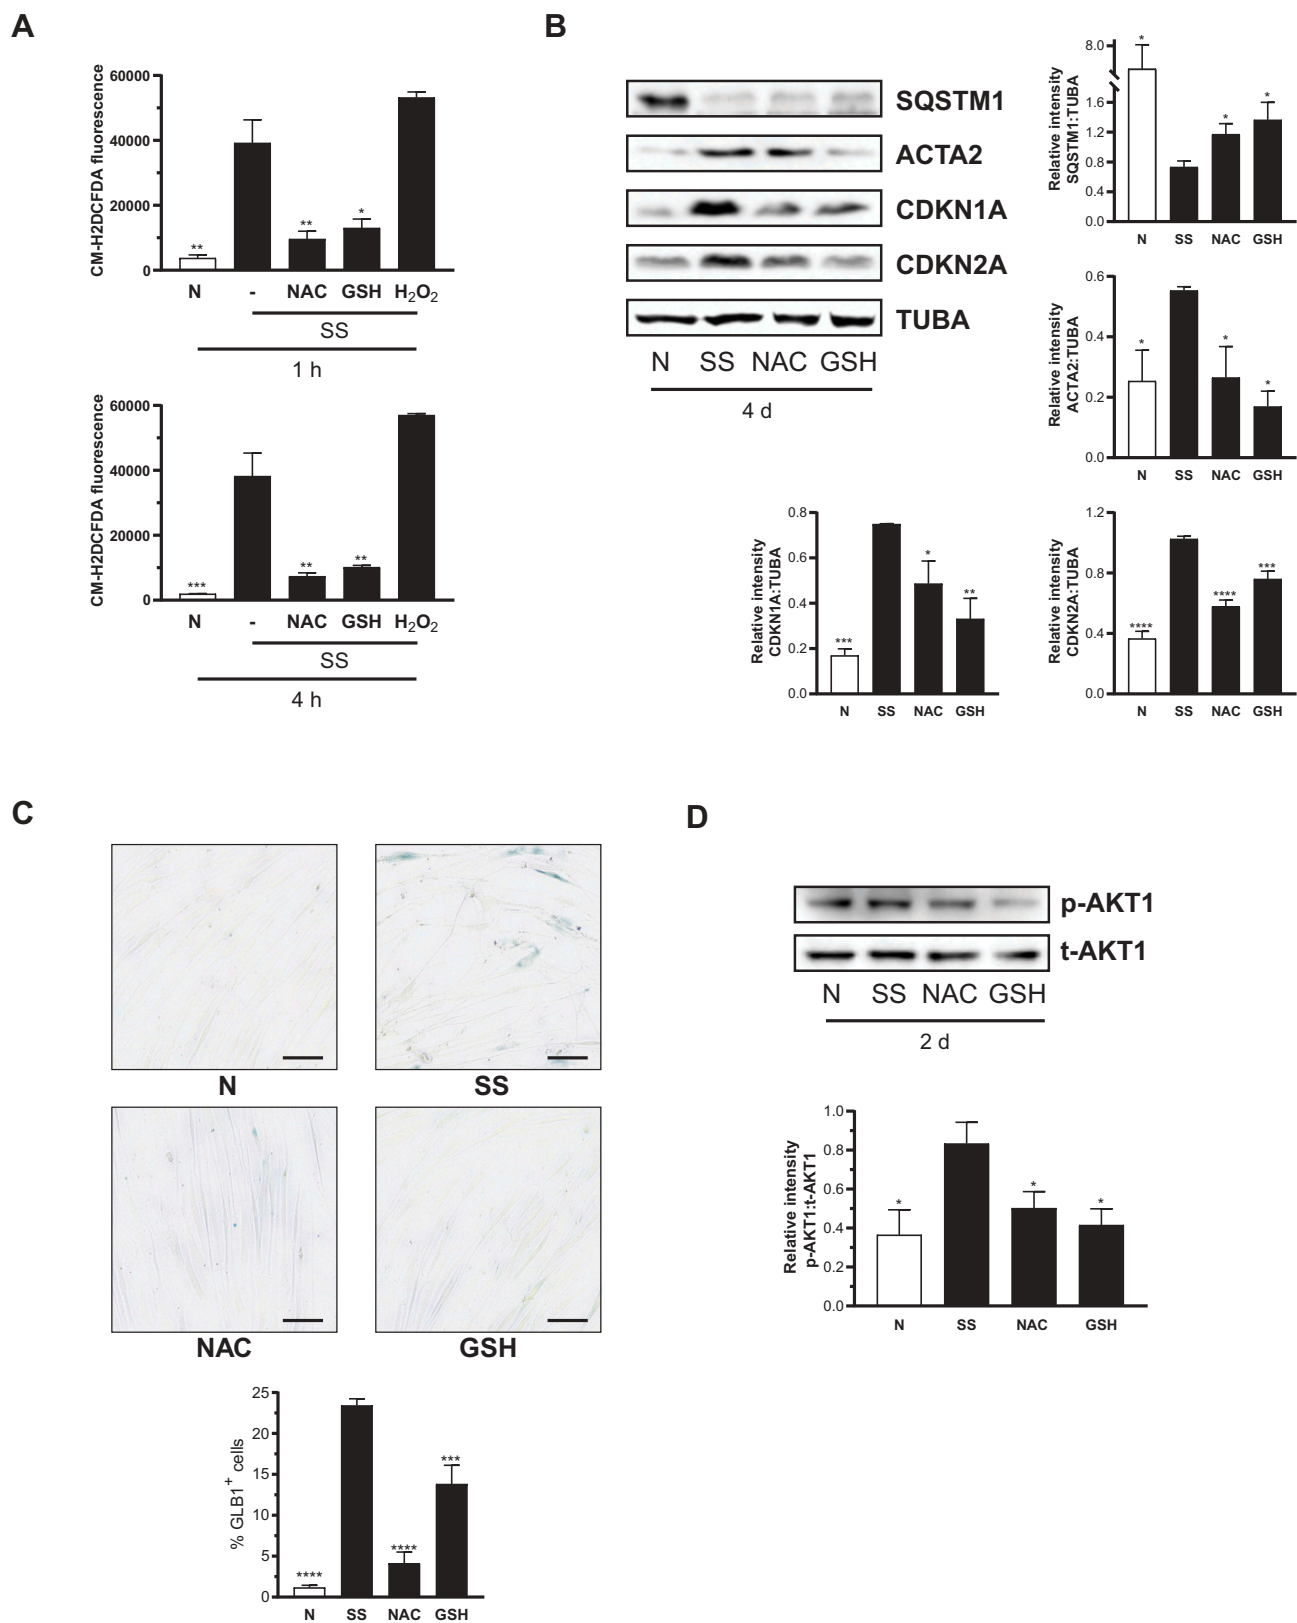 A
CM-H2DCFDA fluorescence
60000
40000
20000
0
**
**
*
N
-
NAC
GSH
H2O2
SS
1 h
CM-H2DCFDA fluorescence
60000
40000
20000
0
***
**
**
N
-
NAC
GSH
H2O2
SS
4 h
B
SQSTM1
ACTA2
CDKN1A
CDKN2A
TUBA
N SS NAC GSH
4 d
Relative intensity
SQSTM1:TUBA
8.0
1.6
1.2
0.8
0.4
0.0
*
*
*
N SS NAC GSH
Relative intensity
ACTA2:TUBA
0.6
0.4
0.2
0.0
*
*
*
N SS NAC GSH
Relative intensity
CDKN1A:TUBA
0.8
0.6
0.4
0.2
0.0
***
*
**
N SS NAC GSH
Relative intensity
CDKN2A:TUBA
1.2
0.8
0.4
0.0
****
****
***
N SS NAC GSH
C
N
SS
NAC
GSH
% GLB1+ cells
25
20
15
10
5
0
****
****
***
N SS NAC GSH
D
p-AKT1
t-AKT1
N SS NAC GSH
2 d
Relative intensity
p-AKT1:t-AKT1
1.0
0.8
0.6
0.4
0.2
0.0
*
*
*
N SS NAC GSH